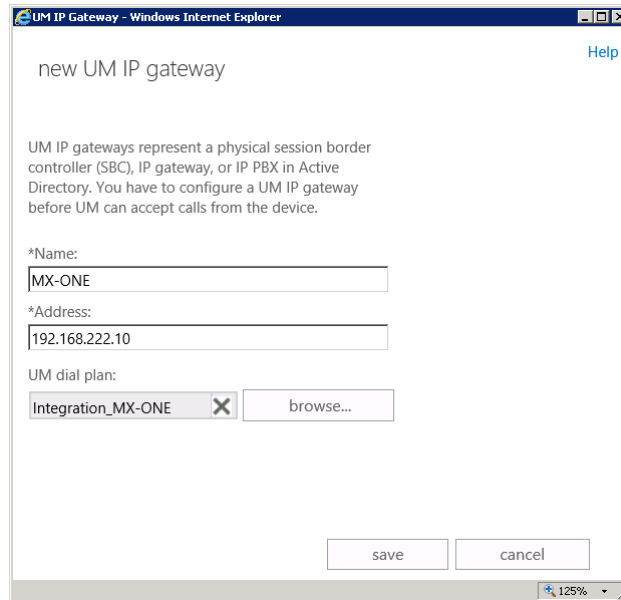 UM IP Gateway - Windows Internet Explorer
Help
new UM IP gateway
UM IP gateways represent a physical session border
controller (SBC), IP gateway, or IP PBX in Active
Directory. You have to configure a UM IP gateway
before UM can accept calls from the device.
*Name:
MX-ONE
*Address:
192.168.222.10
UM dial plan:
Integration_MX-ONE
browse...
save
cancel
125%